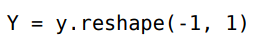 Y = y.reshape(-1, 1)